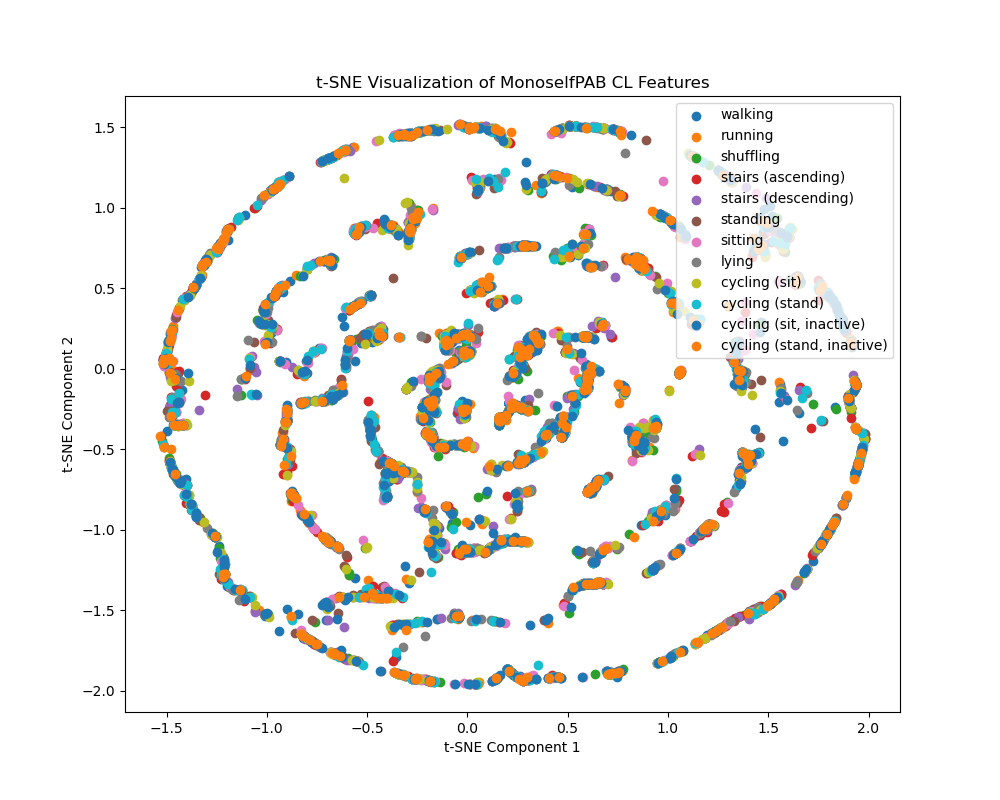 t-SNE Visualization of MonoselfPAB CL Features
walking
running
shuffling
stairs (ascending)
stairs (descending)
standing
sitting
lying
cycling (sit)
cycling (stand)
cycling (sit, inactive)
cycling (stand, inactive)
t-SNE Component 2
1.5
1.0
0.5
0.0
−0.5
−1.0
−1.5
−2.0
−1.5 −1.0 −0.5 0.0 0.5 1.0 1.5 2.0
t-SNE Component 1